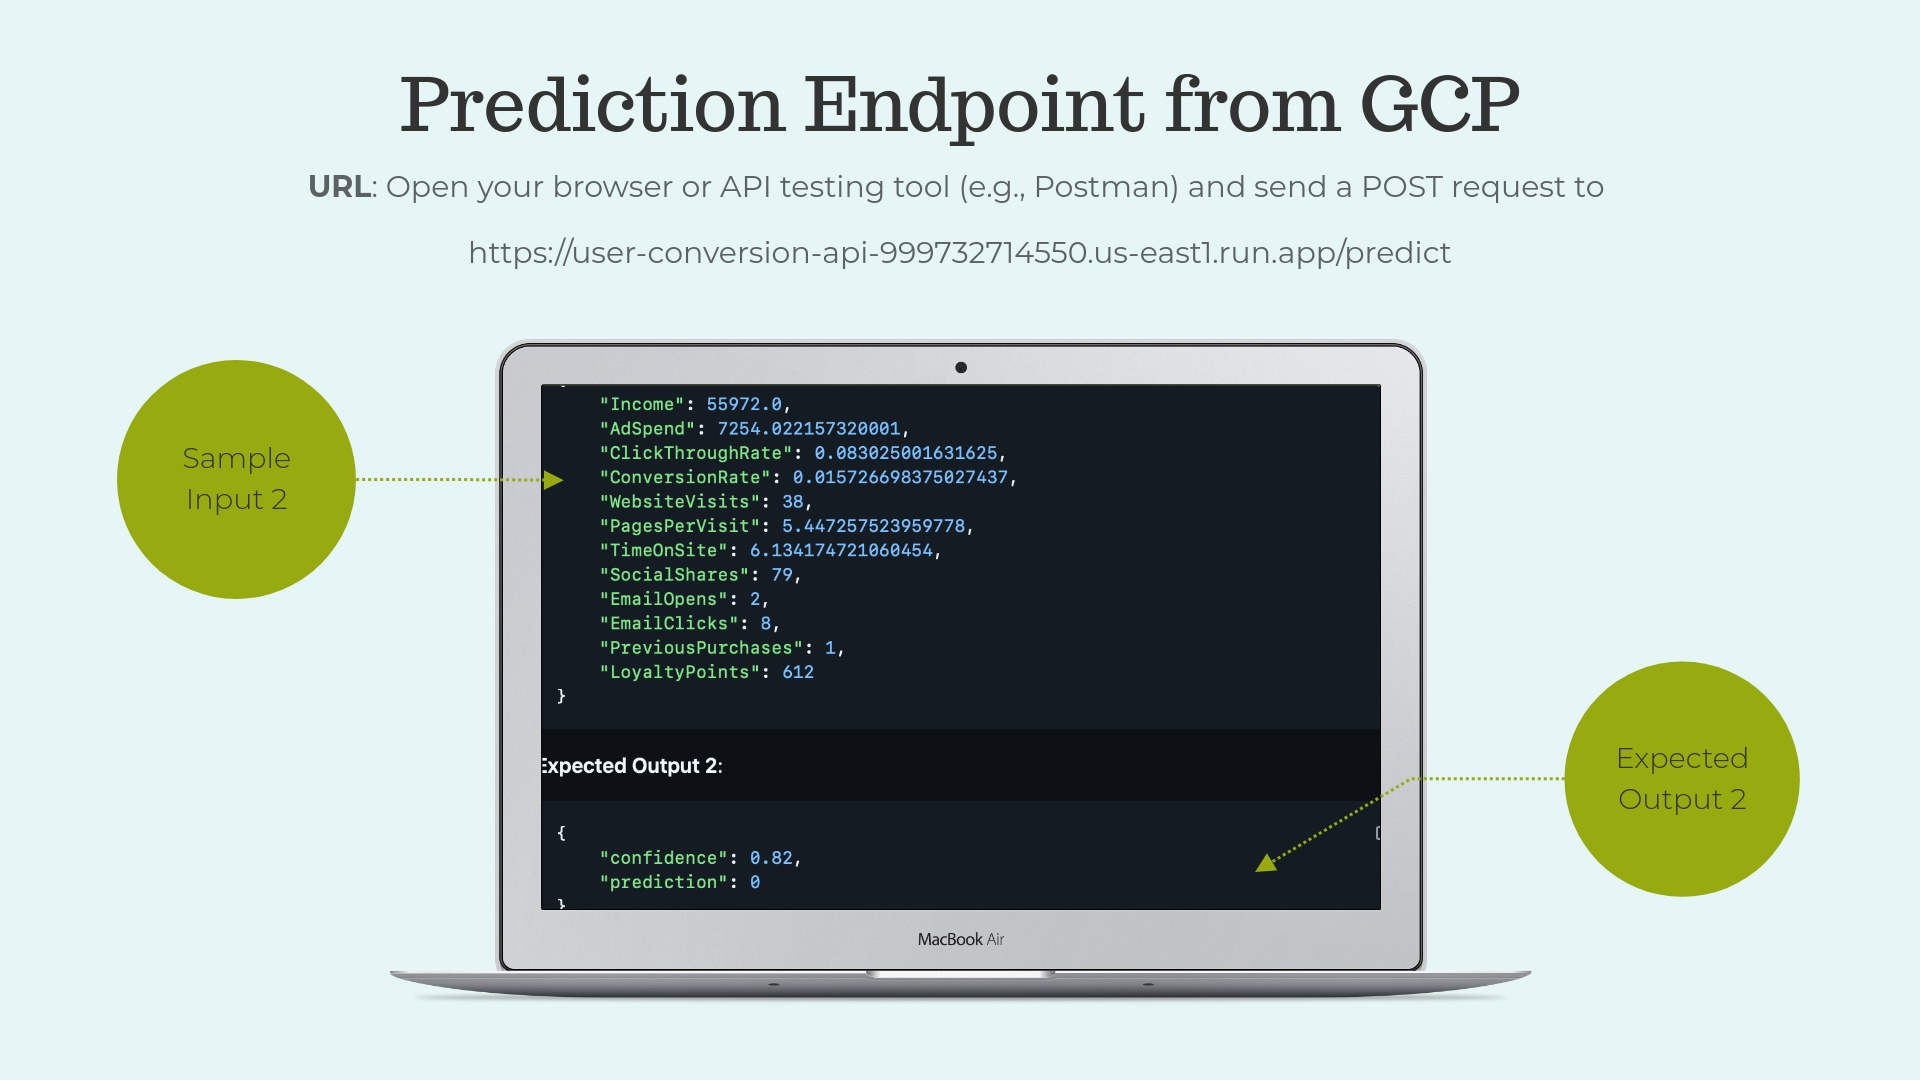 Prediction Endpoint from GCP
URL: Open your browser or API testing tool (e.g., Postman) and send a POST request to
https://user-conversion-api-999732714550.us-east1.run.app/predict
Sample
Input 2
"Income": 55972.0,
"AdSpend": 7254.022157320001,
"ClickThroughRate": 0.083025001631625,
"ConversionRate": 0.015726698375027437,
"WebsiteVisits": 38,
"PagesPerVisit": 5.447257523959778,
"TimeOnSite": 6.134174721060454,
"SocialShares": 79,
"EmailOpens": 2,
"EmailClicks": 8,
"PreviousPurchases": 1,
"LoyaltyPoints": 612
}
Expected Output 2:
{
"confidence": 0.82,
"prediction": 0
}
Expected
Output 2
MacBook Air